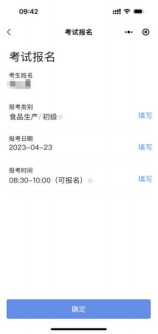 09:42
考试报名
考试报名
考生姓名
报考类别
食品生产/初级
填写
报考日期
2023-04-23
填写
报考时间
08:30-10:00（可报名）
填写
确定